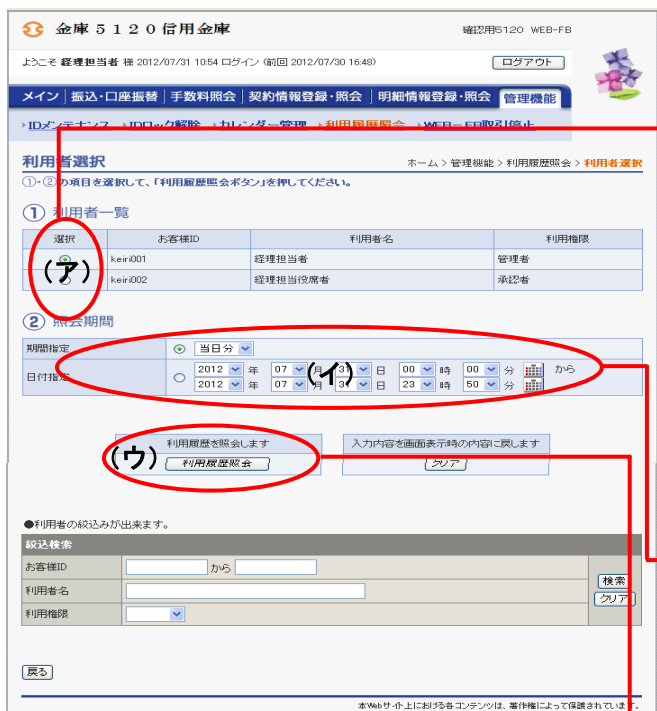 金庫５１２０信用金庫
確認用5120 WEB-FB
ようこそ 経理担当者 様 2012/07/31 10:54 ログイン (前回 2012/07/30 16:48)
ログアウト
メイン 振込・口座振替 手数料照会 契約情報登録・照会 明細情報登録・照会 管理機能
IDメンテナンス IDロック解除 カレンダー管理 利用履歴照会 WEB－FB取引停止
利用者選択
ホーム > 管理機能 > 利用履歴照会 > 利用者選択
①・②の項目を選択して、「利用履歴照会ボタン」を押してください。
① 利用者一覧
選択 お客様ID 利用者名 利用権限
keiri001 経理担当者 管理者
(ア)
keiri002 経理担当役席者 承認者
② 照会期間
期間指定 当日分
日付指定 2012 年 07 月 31 日 00 時 00 分 から
(イ)
2012 年 07 月 31 日 23 時 50 分
利用履歴を照会します 入力内容を画面表示時の内容に戻します
(ウ) 利用履歴照会 クリア
●利用者の絞込みが出来ます。
絞込検索
お客様ID から
利用者名
検索
クリア
利用権限
戻る
本Webサイト上における各コンテンツは、著作権によって保護されています。